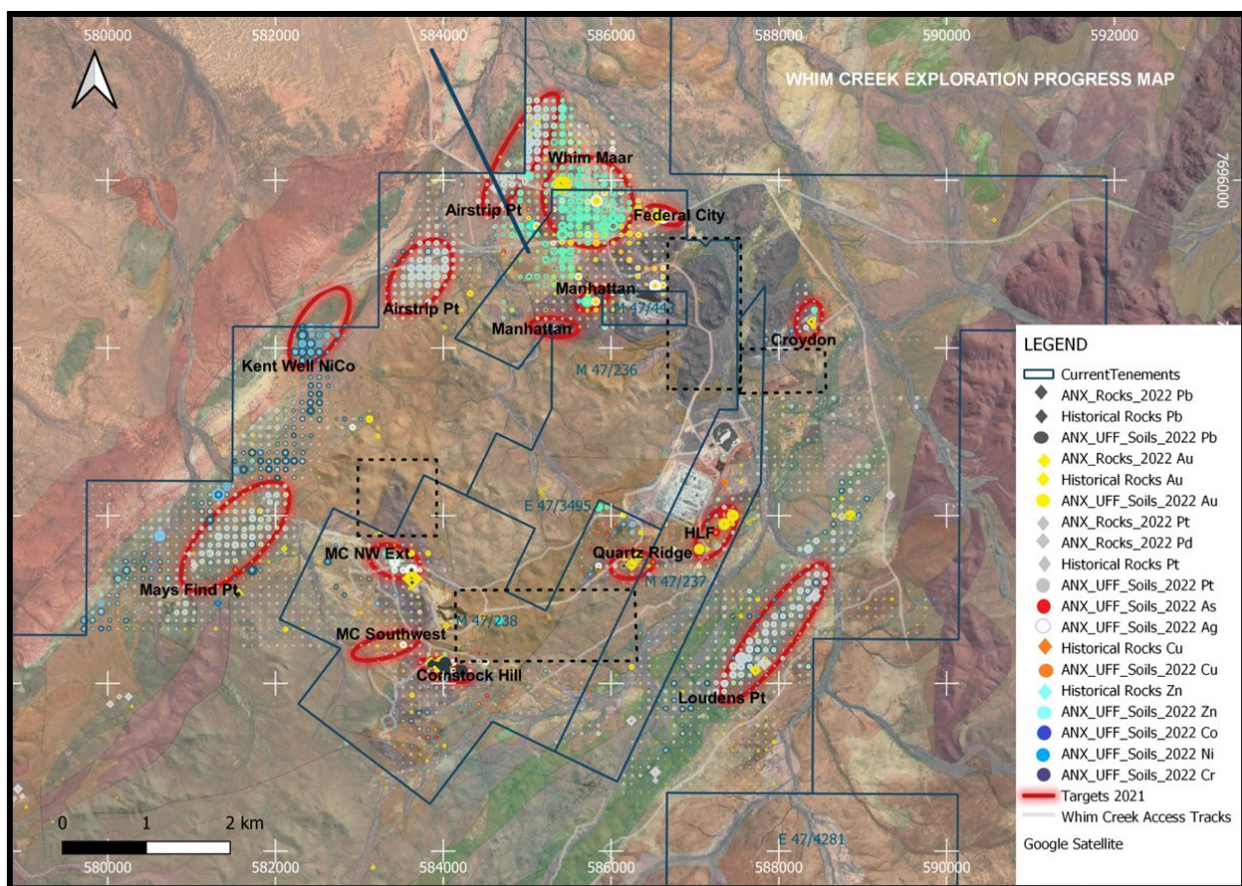 580000
582000
584000
586000
588000
590000
592000
WHIM CREEK EXPLORATION PROGRESS MAP
7996000
Whim Maar
Airstrip Pt
Federal City
Airstrip Pt
Manhattan
M 47/443
Manhattan
Croydon
Kent Well NiCo
M 47/236
E 47/3495
HLF
MC NW Ext
Quartz Ridge
M 47/237
Mays Find Pt
M 47/238
MC Southwest
Comstock Hill
Loudens Pt
E 47/4281
0 1 2 km
580000
582000
584000
586000
588000
590000
LEGEND
CurrentTenements
ANX_Rocks_2022 Pb
Historical Rocks Pb
ANX_UFF_Soils_2022 Pb
ANX_Rocks_2022 Au
Historical Rocks Au
ANX_UFF_Soils_2022 Au
ANX_Rocks_2022 Pt
ANX_Rocks_2022 Pd
Historical Rocks Pt
ANX_UFF_Soils_2022 Pt
ANX_UFF_Soils_2022 As
ANX_UFF_Soils_2022 Ag
Historical Rocks Cu
ANX_UFF_Soils_2022 Cu
Historical Rocks Zn
ANX_UFF_Soils_2022 Zn
ANX_UFF_Soils_2022 Co
ANX_UFF_Soils_2022 Ni
ANX_UFF_Soils_2022 Cr
Targets 2021
Whim Creek Access Tracks
Google Satellite